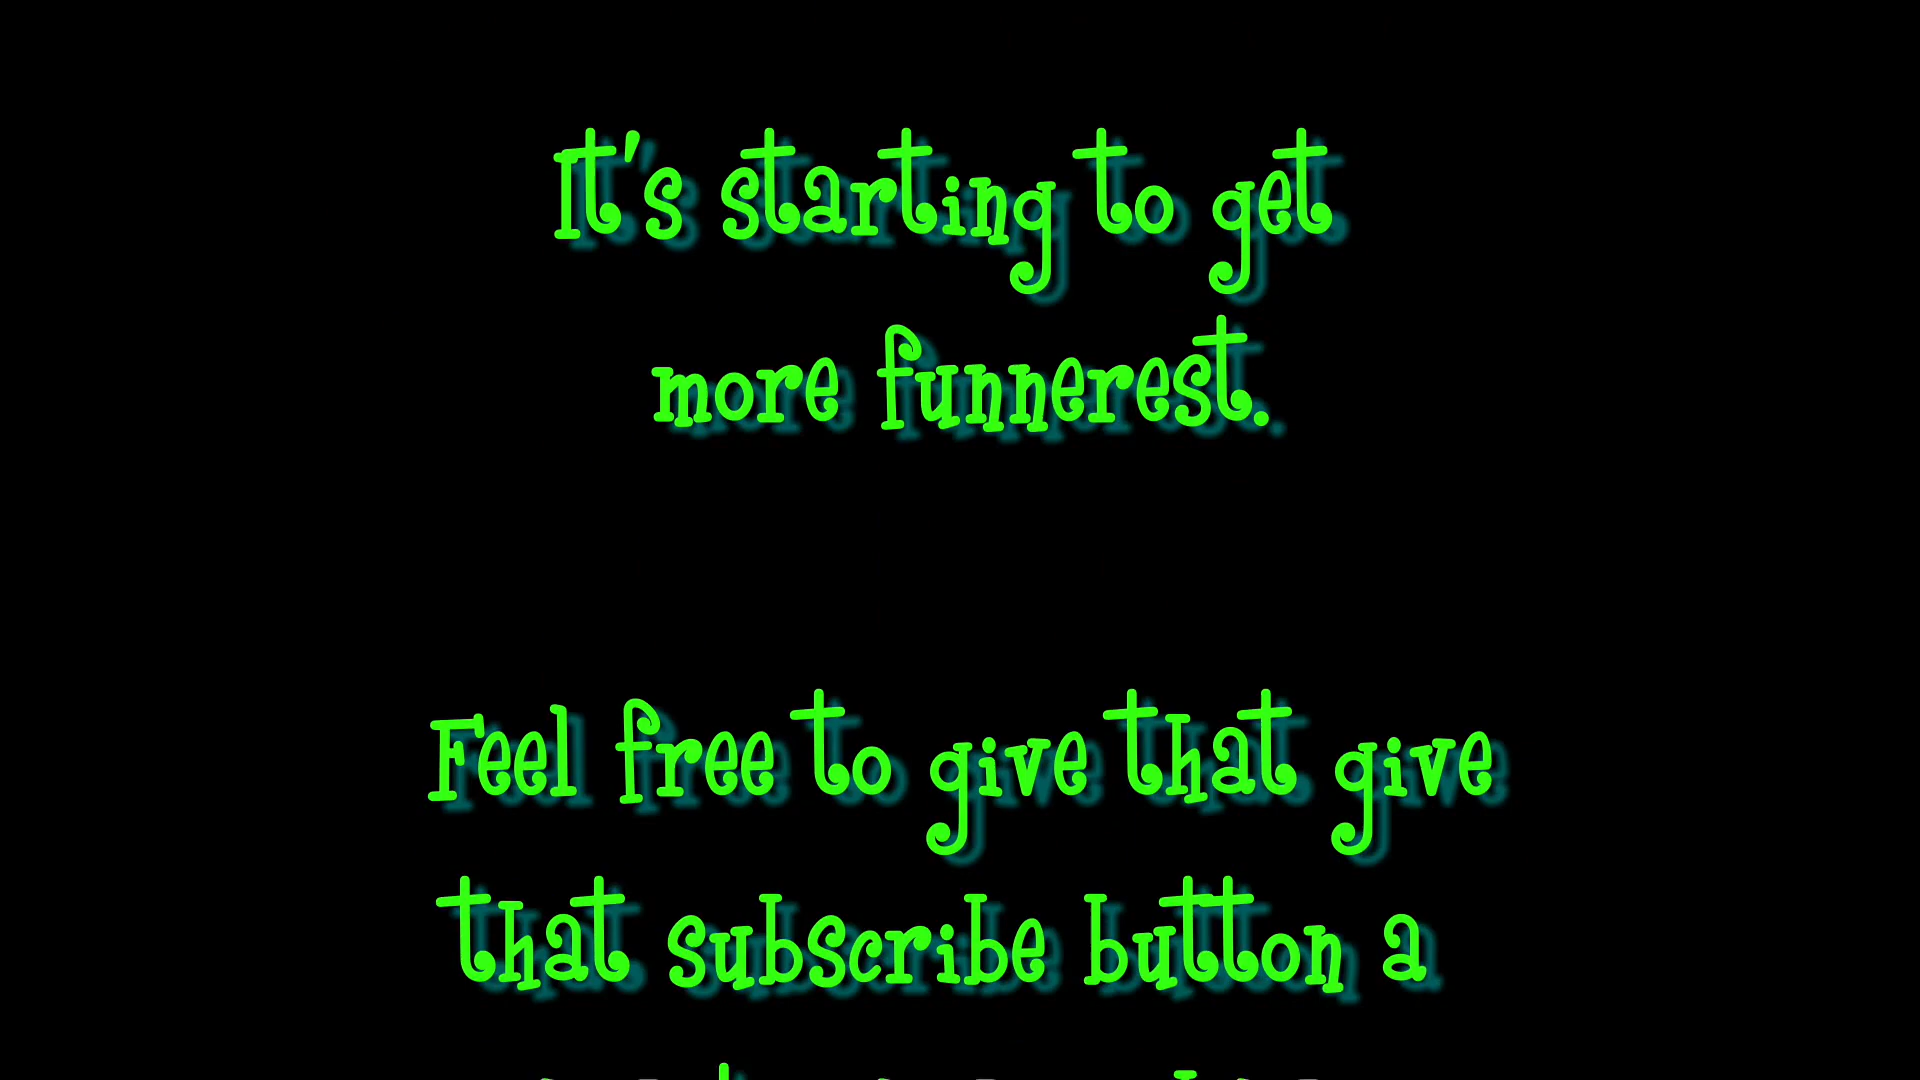 It's starting to get
more funnerest.
Feel free to give that give
that subscribe button a